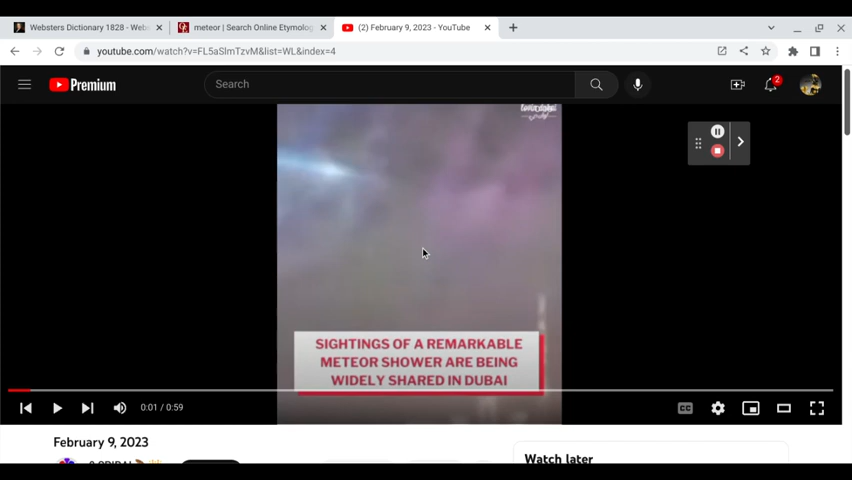 Websters Dictionary 1828 - Web
meteor | Search Online Etymolog
(2) February 9, 2023 - YouTube
youtube.com/watch?v=FL5aSlmTzvM&list=WL&index=4
Premium
Search
2
SIGHTINGS OF A REMARKABLE
METEOR SHOWER ARE BEING
WIDELY SHARED IN DUBAI
0:01 / 0:59
CC
February 9, 2023
Watch later